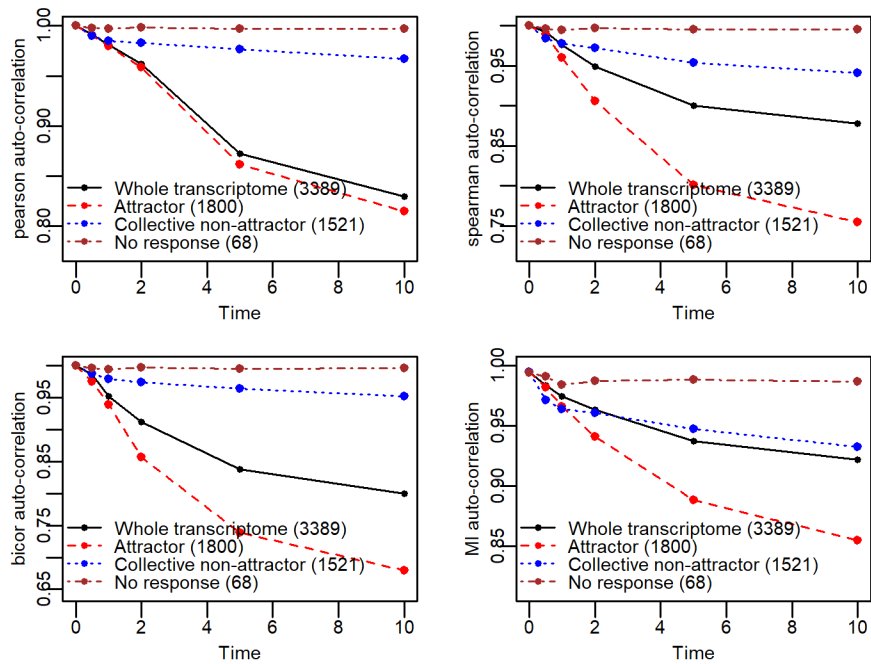 pearson auto-correlation
1.00
0.90
0.80
Whole transcriptome (3389)
Attractor (1800)
Collective non-attractor (1521)
No response (68)
0 2 4 6 8 10
Time
spearman auto-correlation
0.95
0.85
0.75
Whole transcriptome (3389)
Attractor (1800)
Collective non-attractor (1521)
No response (68)
0 2 4 6 8 10
Time
bicor auto-correlation
0.95
0.85
0.75
0.65
Whole transcriptome (3389)
Attractor (1800)
Collective non-attractor (1521)
No response (68)
0 2 4 6 8 10
Time
MI auto-correlation
1.00
0.95
0.90
0.85
Whole transcriptome (3389)
Attractor (1800)
Collective non-attractor (1521)
No response (68)
0 2 4 6 8 10
Time